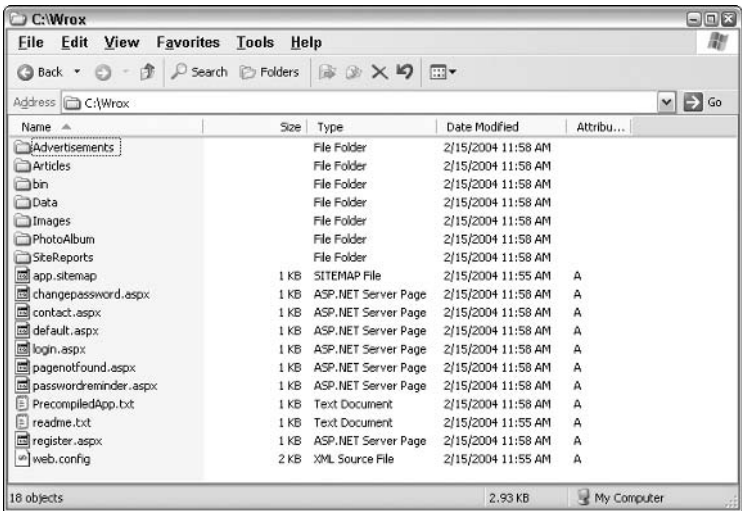 C:\Wrox
File Edit View Favorites Tools Help
Back Search Folders
Address C:\Wrox Go
Name Size Type Date Modified Attribu...
Advertisements File Folder 2/15/2004 11:58 AM
Articles File Folder 2/15/2004 11:58 AM
bin File Folder 2/15/2004 11:58 AM
Data File Folder 2/15/2004 11:58 AM
Images File Folder 2/15/2004 11:58 AM
PhotoAlbum File Folder 2/15/2004 11:58 AM
SiteReports File Folder 2/15/2004 11:58 AM
app.sitemap 1 KB SITEMAP File 2/15/2004 11:55 AM A
changepassword.aspx 1 KB ASP.NET Server Page 2/15/2004 11:58 AM A
contact.aspx 1 KB ASP.NET Server Page 2/15/2004 11:58 AM A
default.aspx 1 KB ASP.NET Server Page 2/15/2004 11:58 AM A
login.aspx 1 KB ASP.NET Server Page 2/15/2004 11:58 AM A
pagenotfound.aspx 1 KB ASP.NET Server Page 2/15/2004 11:58 AM A
passwordreminder.aspx 1 KB ASP.NET Server Page 2/15/2004 11:58 AM A
PrecompiledApp.txt 1 KB Text Document 2/15/2004 11:58 AM A
readme.txt 1 KB Text Document 2/15/2004 11:55 AM A
register.aspx 1 KB ASP.NET Server Page 2/15/2004 11:58 AM A
web.config 2 KB XML Source File 2/15/2004 11:55 AM A
18 objects 2.93 KB My Computer